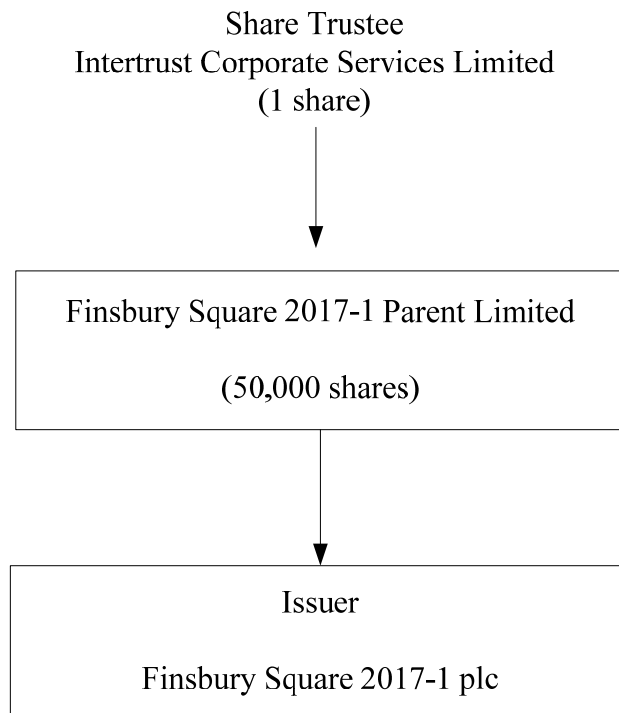 Share Trustee
Intertrust Corporate Services Limited
(1 share)
Finsbury Square 2017-1 Parent Limited
(50,000 shares)
Issuer
Finsbury Square 2017-1 plc